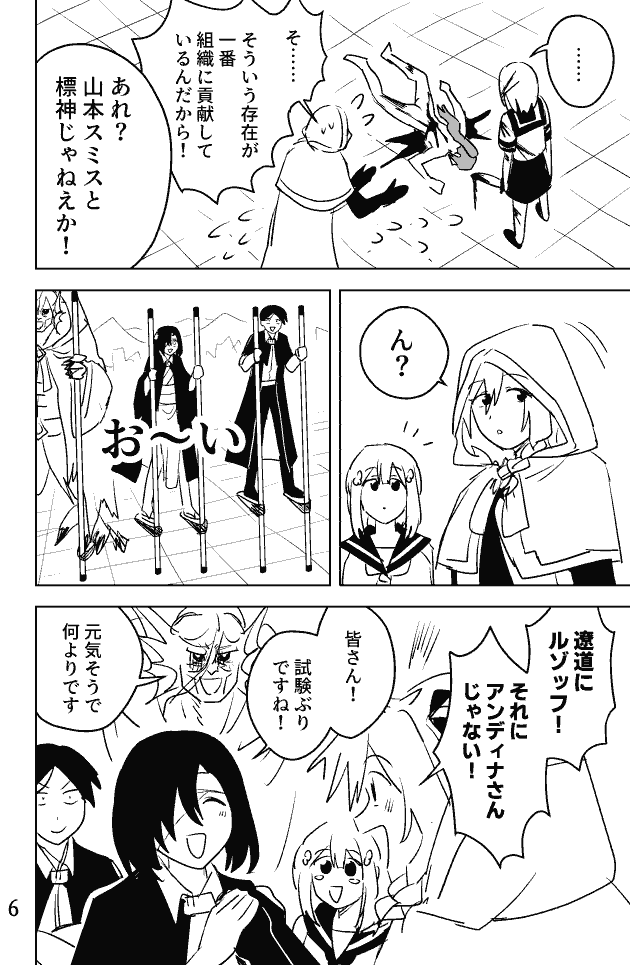 ……
そ……
そういう存在が
一番
組織に貢献して
いるんだから！
あれ？
山本スミスと
標神じゃねえか！
ん？
お～い
遼道に
ルゾッフ！
それに
アンディナさん
じゃない！
皆さん！
試験ぶり
ですね！
元気そうで
何よりです
6